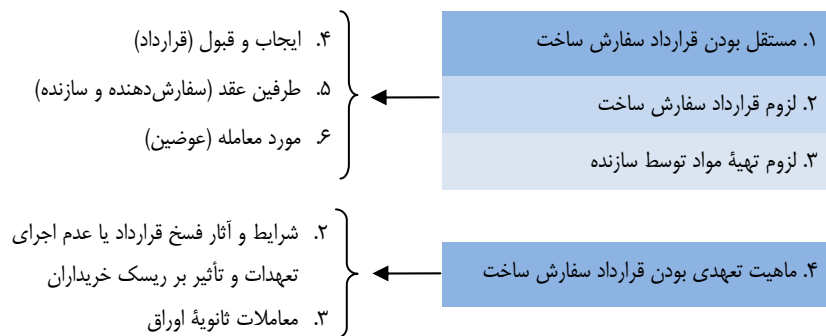 ۱. مستقل بودن قرارداد سفارش ساخت
۲. لزوم قرارداد سفارش ساخت
۳. لزوم تهیۀ مواد توسط سازنده
۴. ایجاب و قبول (قرارداد)
۵. طرفین عقد (سفارش‌دهنده و سازنده)
۶. مورد معامله (عوضین)
۴. ماهیت تعهدی بودن قرارداد سفارش ساخت
۲. شرایط و آثار فسخ قرارداد یا عدم اجرای
تعهدات و تأثیر بر ریسک خریداران
۳. معاملات ثانویۀ اوراق